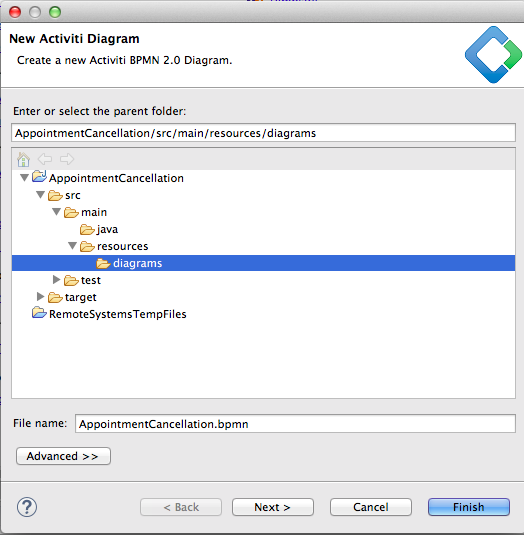 New Activiti Diagram
Create a new Activiti BPMN 2.0 Diagram.
Enter or select the parent folder:
AppointmentCancellation/src/main/resources/diagrams
AppointmentCancellation
src
main
java
resources
diagrams
test
target
RemoteSystemsTempFiles
File name: AppointmentCancellation.bpmn
Advanced >>
? < Back Next > Cancel Finish